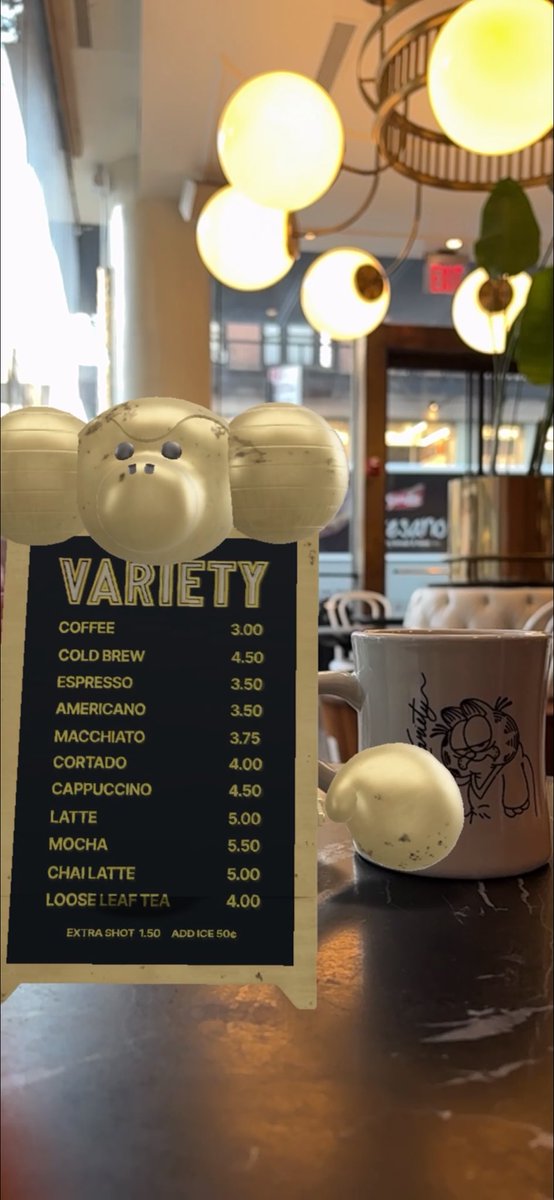 EXIT
VARIETY
COFFEE 3.00
COLD BREW 4.50
ESPRESSO 3.50
AMERICANO 3.50
MACCHIATO 3.75
CORTADO 4.00
CAPPUCCINO 4.50
LATTE 5.00
MOCHA 5.50
CHAI LATTE 5.00
LOOSE LEAF TEA 4.00
EXTRA SHOT 1.50 ADD ICE 50¢